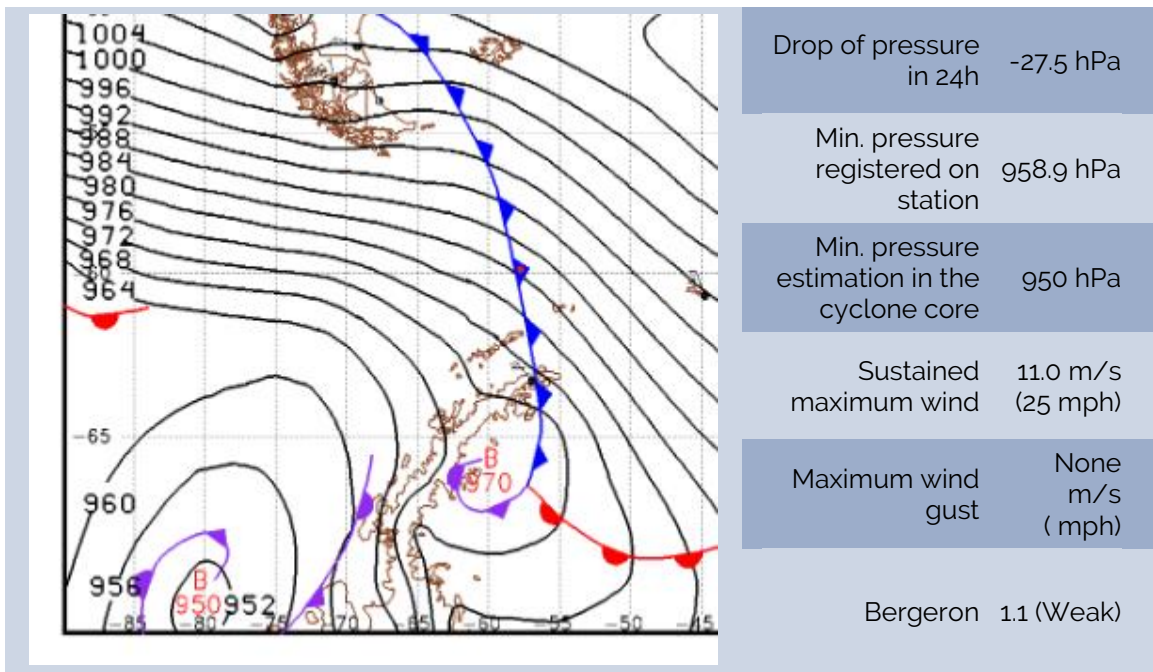 1004
1000
996
992
988
984
980
976
972
968
964
-65
960
956
B
950
952
B
970
-85
-80
-75
-70
-65
-60
-55
-50
-45
Drop of pressure
in 24h
-27.5 hPa
Min. pressure
registered on
station
958.9 hPa
Min. pressure
estimation in the
cyclone core
950 hPa
Sustained
maximum wind
11.0 m/s
(25 mph)
Maximum wind
gust
None
m/s
( mph)
Bergeron
1.1 (Weak)